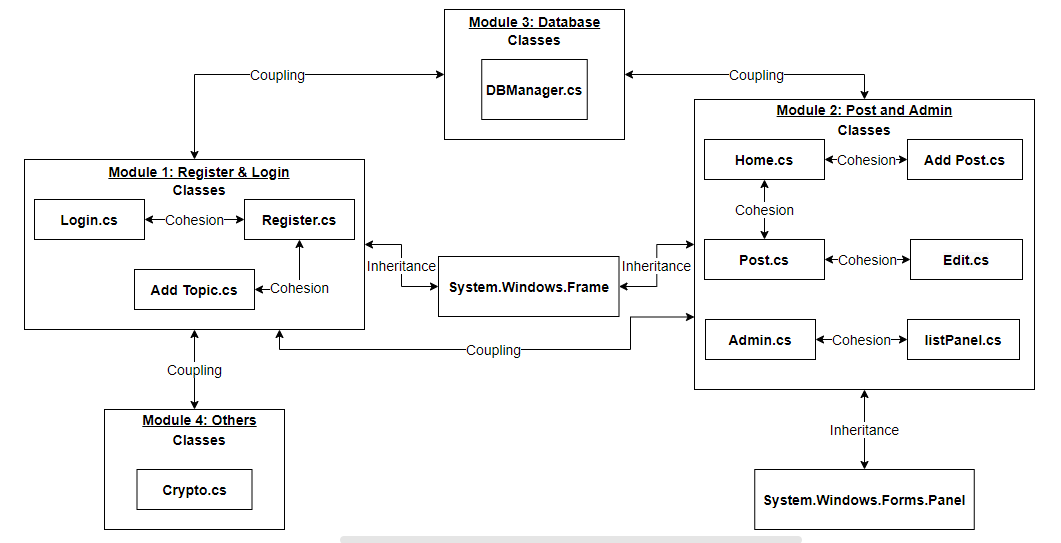 Module 3: Database
Classes
DBManager.cs
Coupling
Coupling
Module 2: Post and Admin
Classes
Home.cs
Cohesion
Add Post.cs
Cohesion
Post.cs
Cohesion
Edit.cs
Admin.cs
Cohesion
listPanel.cs
Module 1: Register & Login
Classes
Login.cs
Cohesion
Register.cs
Add Topic.cs
Cohesion
Inheritance
System.Windows.Frame
Inheritance
Coupling
Coupling
Module 4: Others
Classes
Crypto.cs
Inheritance
System.Windows.Forms.Panel